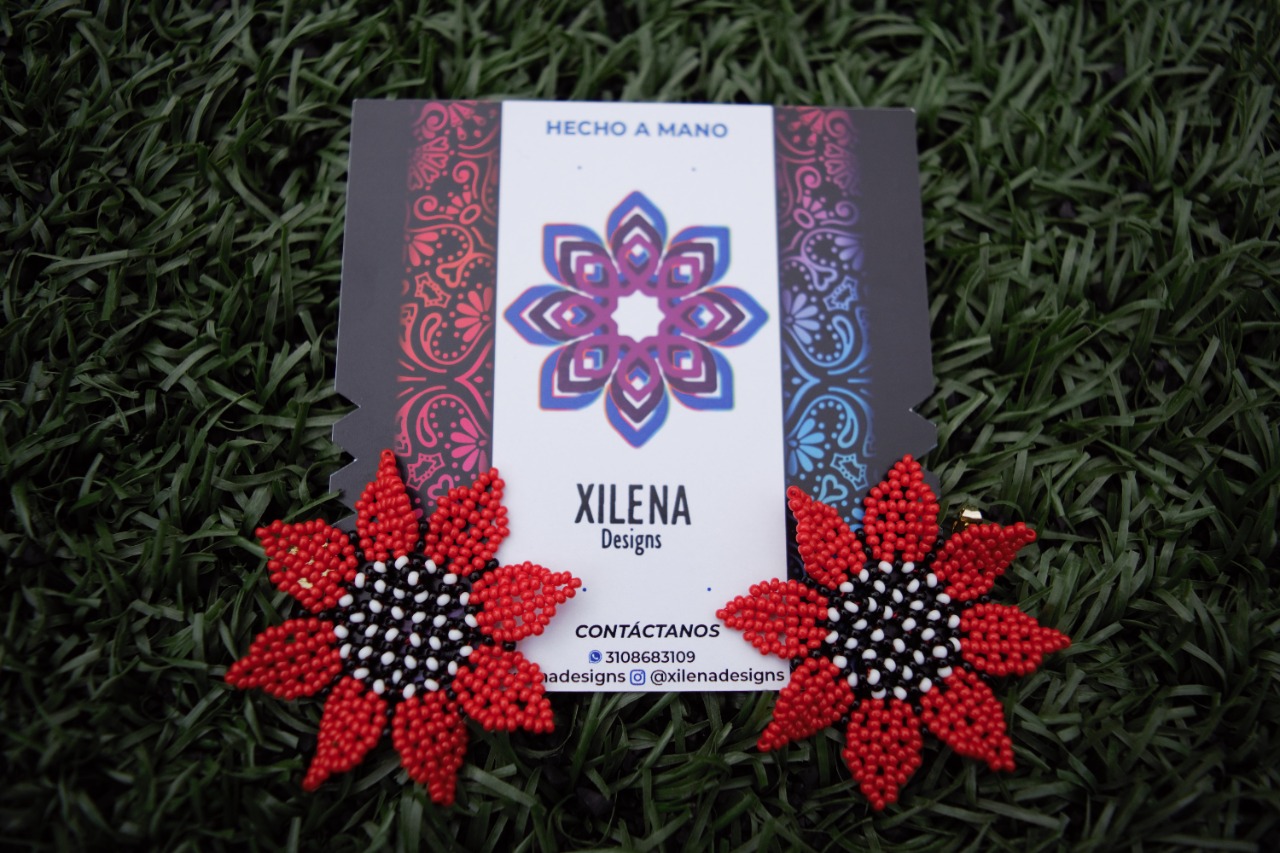 HECHO A MANO
XILENA
Designs
CONTÁCTANOS
3108683109
@xilenadesigns